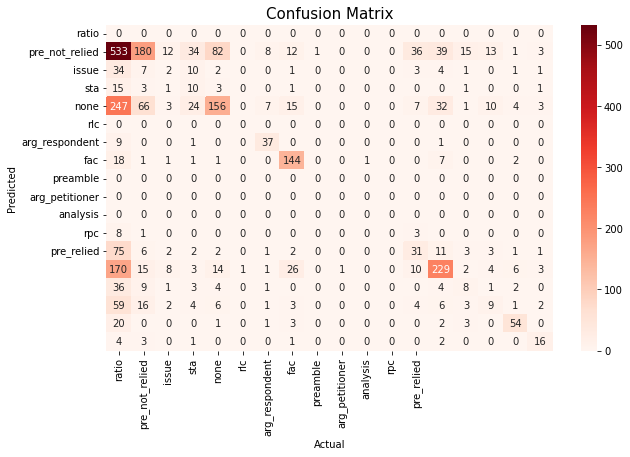 Confusion Matrix
ratio 0 0 0 0 0 0 0 0 0 0 0 0 0 0 0 0 0 0
pre_not_relied 533 180 12 34 82 0 8 12 1 0 0 0 36 39 15 13 1 3
issue 34 7 2 10 2 0 0 1 0 0 0 0 3 4 1 0 1 1
sta 15 3 1 10 3 0 0 1 0 0 0 0 0 0 1 0 0 1
none 247 66 3 24 156 0 7 15 0 0 0 0 7 32 1 10 4 3
rlc 0 0 0 0 0 0 0 0 0 0 0 0 0 0 0 0 0 0
arg_respondent 9 0 0 1 0 0 37 0 0 0 0 0 0 1 0 0 0 0
fac 18 1 1 1 1 0 0 144 0 0 1 0 0 7 0 0 2 0
preamble 0 0 0 0 0 0 0 0 0 0 0 0 0 0 0 0 0 0
arg_petitioner 0 0 0 0 0 0 0 0 0 0 0 0 0 0 0 0 0 0
analysis 0 0 0 0 0 0 0 0 0 0 0 0 0 0 0 0 0 0
rpc 8 1 0 0 0 0 0 0 0 0 0 0 3 0 0 0 0 0
pre_relied 75 6 2 2 2 0 1 2 0 0 0 0 31 11 3 3 1 1
170 15 8 3 14 1 1 26 0 1 0 0 10 229 2 4 6 3
36 9 1 3 4 0 1 0 0 0 0 0 0 4 8 1 2 0
59 16 2 4 6 0 1 3 0 0 0 0 4 6 3 9 1 2
20 0 0 0 1 0 1 3 0 0 0 0 0 2 3 0 54 0
4 3 0 1 0 0 0 1 0 0 0 0 0 2 0 0 0 16
Predicted
ratio
pre_not_relied
issue
sta
none
rlc
arg_respondent
fac
preamble
arg_petitioner
analysis
rpc
pre_relied
Actual
500
400
300
200
100
0